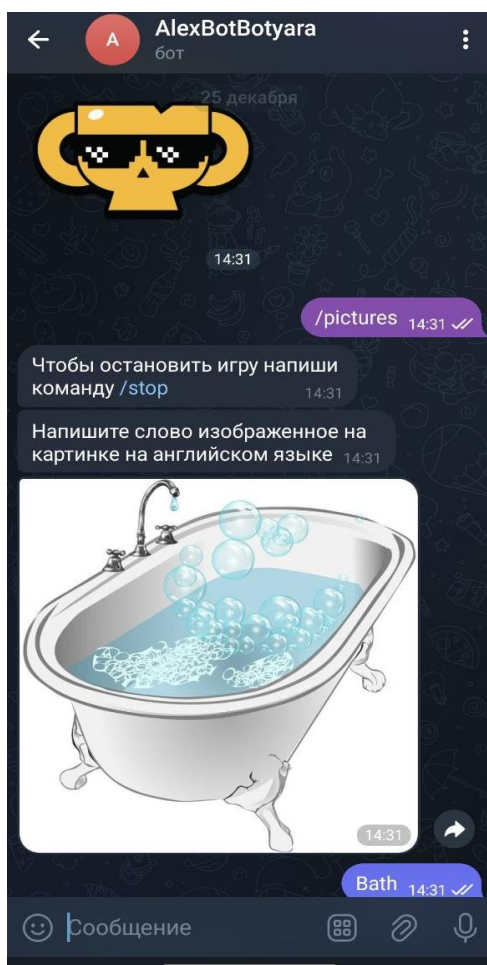 AlexBotBotyara
A
бот
25 декабря
14:31
/pictures 14:31
Чтобы остановить игру напиши
команду /stop 14:31
Напишите слово изображенное на
картинке на английском языке 14:31
14:31
Bath 14:31
Сообщение